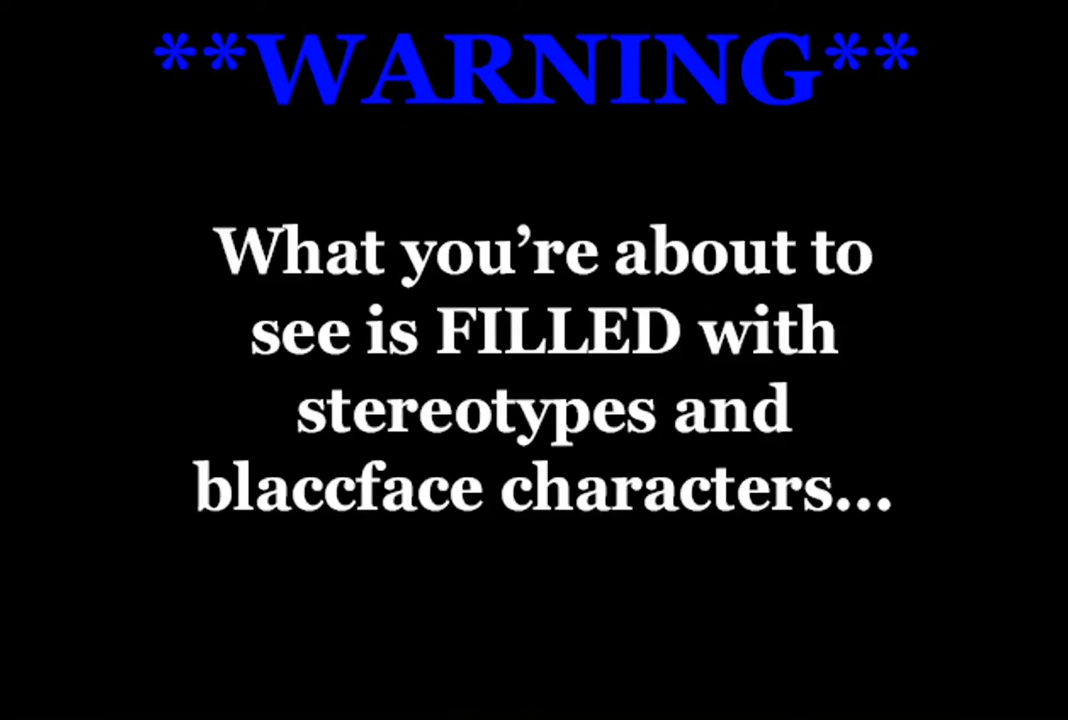 **WARNING**
What you’re about to
see is FILLED with
stereotypes and
blaccface characters...